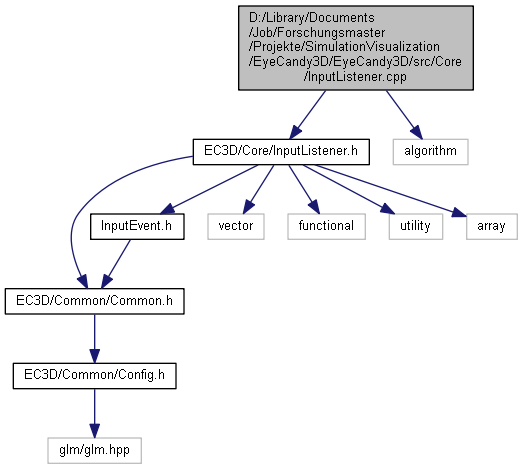 D:/Library/Documents
/Job/Forschungsmaster
/Projekte/SimulationVisualization
/EyeCandy3D/EyeCandy3D/src/Core
/InputListener.cpp
EC3D/Core/InputListener.h
algorithm
InputEvent.h
vector
functional
utility
array
EC3D/Common/Common.h
EC3D/Common/Config.h
glm/glm.hpp